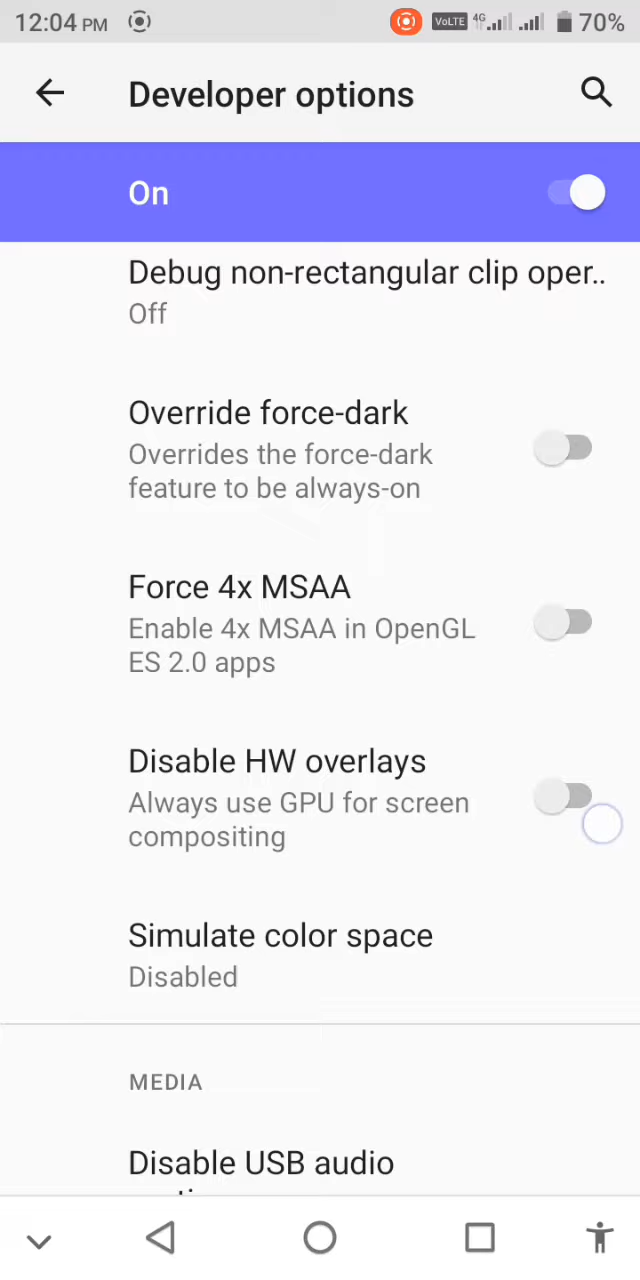 12:04 PM VoLTE 4G 70%
Developer options
On
Debug non-rectangular clip oper..
Off
Override force-dark
Overrides the force-dark
feature to be always-on
Force 4x MSAA
Enable 4x MSAA in OpenGL
ES 2.0 apps
Disable HW overlays
Always use GPU for screen
compositing
Simulate color space
Disabled
MEDIA
Disable USB audio